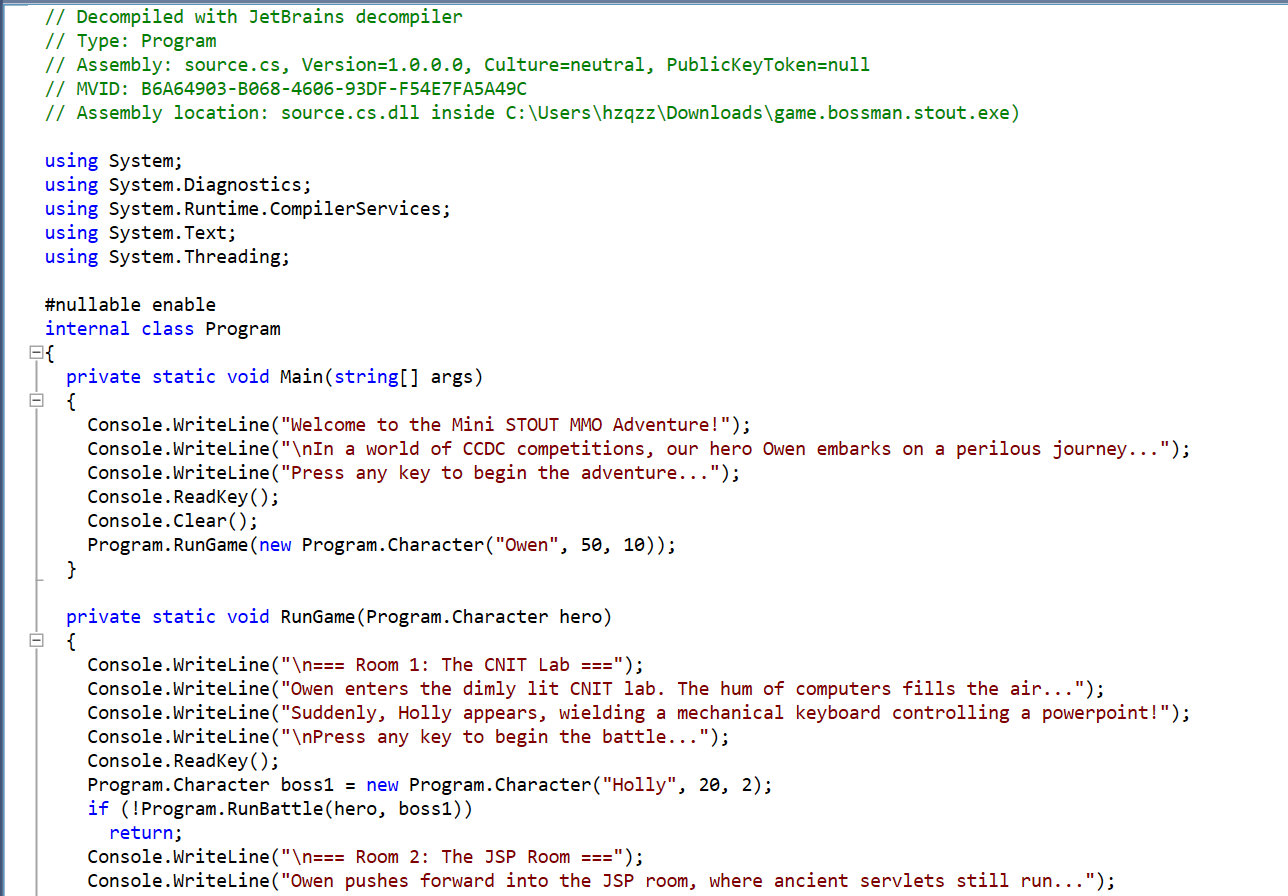 // Decompiled with JetBrains decompiler
// Type: Program
// Assembly: source.cs, Version=1.0.0.0, Culture=neutral, PublicKeyToken=null
// MVID: B6A64903-B068-4606-93DF-F54E7FA5A49C
// Assembly location: source.cs.dll inside C:\Users\hzqzz\Downloads\game.bossman.stout.exe)

using System;
using System.Diagnostics;
using System.Runtime.CompilerServices;
using System.Text;
using System.Threading;

#nullable enable
internal class Program
{
  private static void Main(string[] args)
  {
    Console.WriteLine("Welcome to the Mini STOUT MMO Adventure!");
    Console.WriteLine("\nIn a world of CCDC competitions, our hero Owen embarks on a perilous journey...");
    Console.WriteLine("Press any key to begin the adventure...");
    Console.ReadKey();
    Console.Clear();
    Program.RunGame(new Program.Character("Owen", 50, 10));
  }

  private static void RunGame(Program.Character hero)
  {
    Console.WriteLine("\n=== Room 1: The CNIT Lab ===");
    Console.WriteLine("Owen enters the dimly lit CNIT lab. The hum of computers fills the air...");
    Console.WriteLine("Suddenly, Holly appears, wielding a mechanical keyboard controlling a powerpoint!");
    Console.WriteLine("\nPress any key to begin the battle...");
    Console.ReadKey();
    Program.Character boss1 = new Program.Character("Holly", 20, 2);
    if (!Program.RunBattle(hero, boss1))
      return;
    Console.WriteLine("\n=== Room 2: The JSP Room ===");
    Console.WriteLine("Owen pushes forward into the JSP room, where ancient servlets still run...");